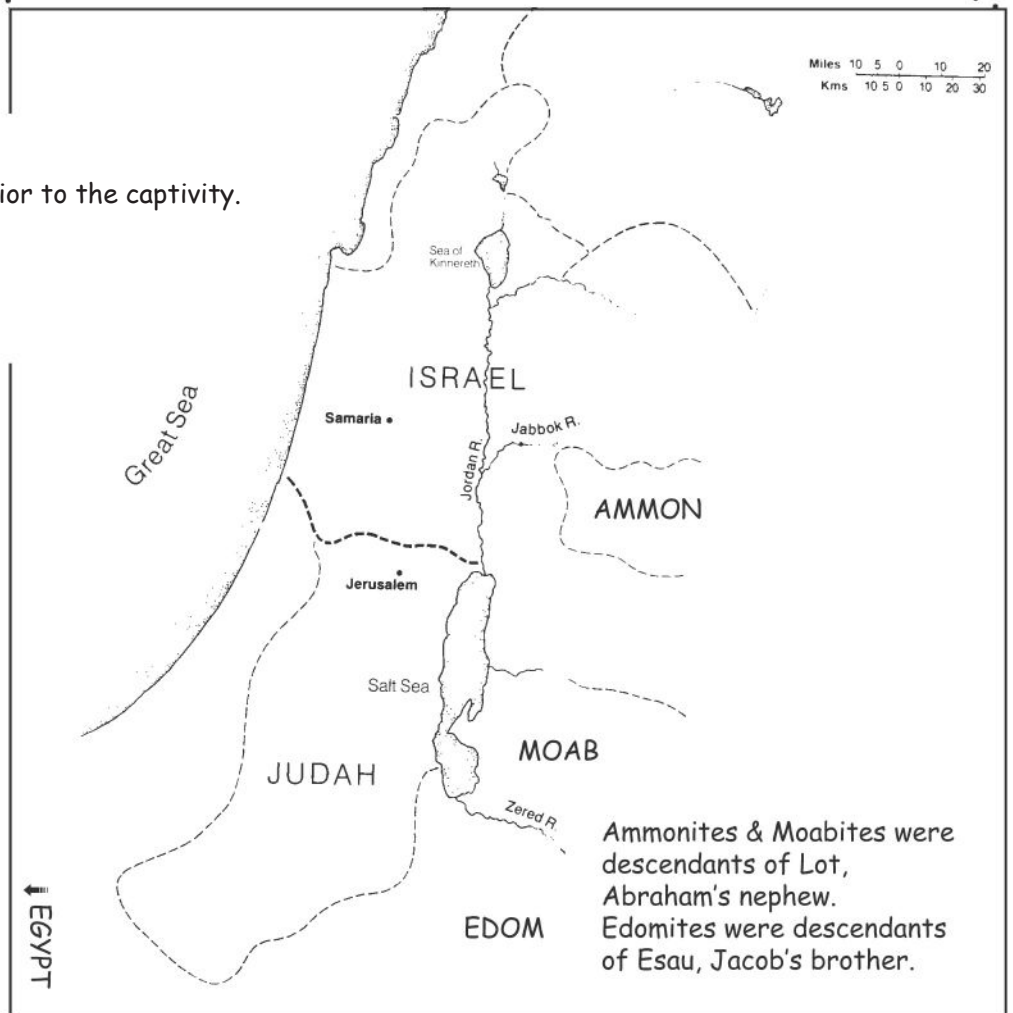 Miles 10 5 0 10 20
Kms 10 5 0 10 20 30
ior to the captivity.
Sea of
Kinnereth
ISRAEL
Great Sea
Samaria
Jabbok R.
Jordan R.
AMMON
Jerusalem
Salt Sea
MOAB
JUDAH
Zered R.
Ammonites & Moabites were
descendants of Lot,
Abraham's nephew.
EDOM
Edomites were descendants
of Esau, Jacob's brother.
EGYPT